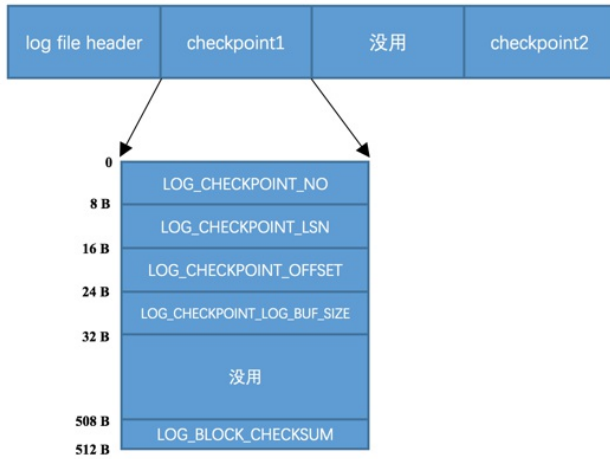 log file header
checkpoint1
没用
checkpoint2
0
LOG_CHECKPOINT_NO
8 B
LOG_CHECKPOINT_LSN
16 B
LOG_CHECKPOINT_OFFSET
24 B
LOG_CHECKPOINT_LOG_BUF_SIZE
32 B
没用
508 B
LOG_BLOCK_CHECKSUM
512 B